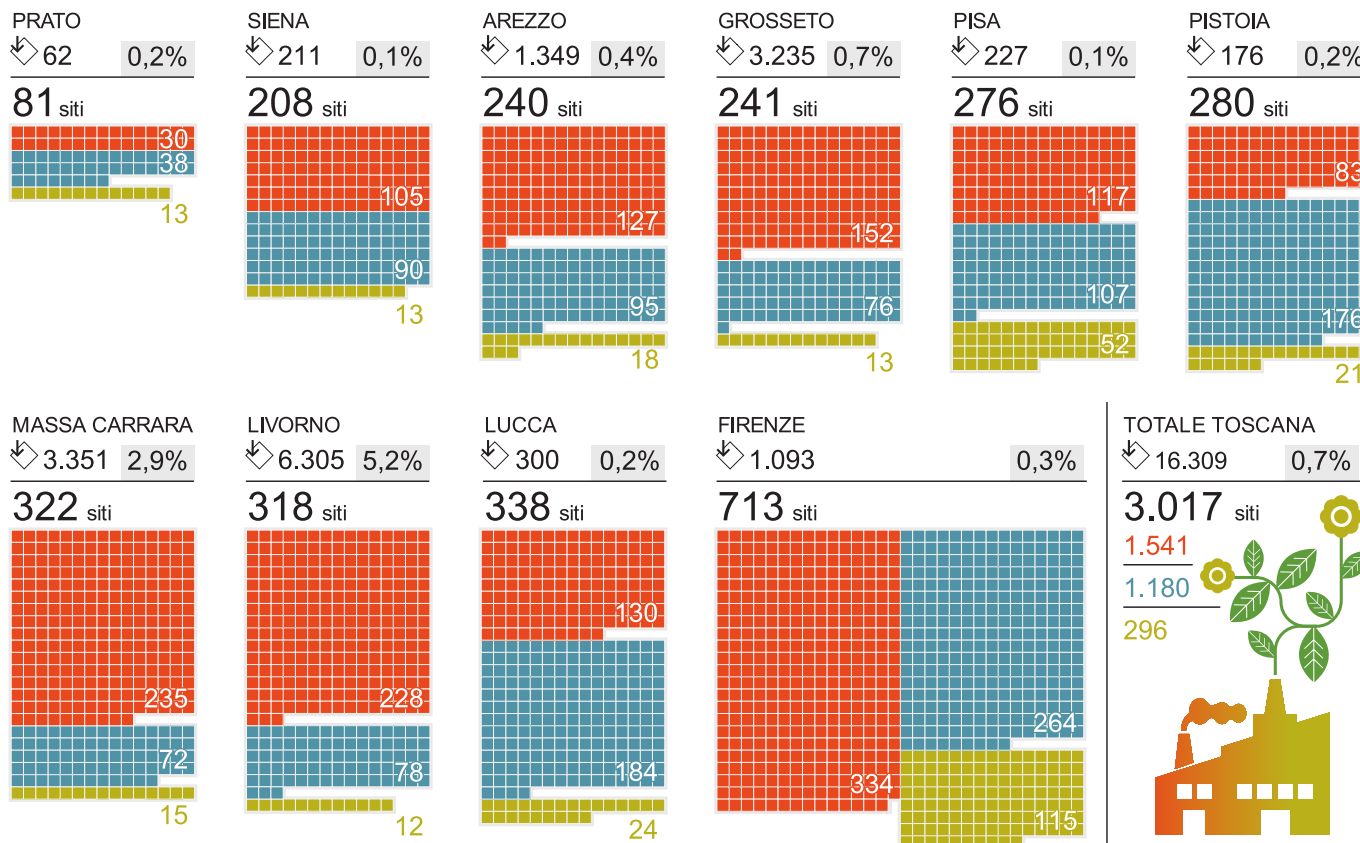 PRATO
62 0,2%
81 siti
30
38
13
SIENA
211 0,1%
208 siti
105
90
13
AREZZO
1.349 0,4%
240 siti
127
95
18
GROSSETO
3.235 0,7%
241 siti
152
76
13
PISA
227 0,1%
276 siti
117
107
52
PISTOIA
176 0,2%
280 siti
83
176
21
MASSA CARRARA
3.351 2,9%
322 siti
235
72
15
LIVORNO
6.305 5,2%
318 siti
228
78
12
LUCCA
300 0,2%
338 siti
130
184
24
FIRENZE
1.093 0,3%
713 siti
334
264
115
TOTALE TOSCANA
16.309 0,7%
3.017 siti
1.541
1.180
296